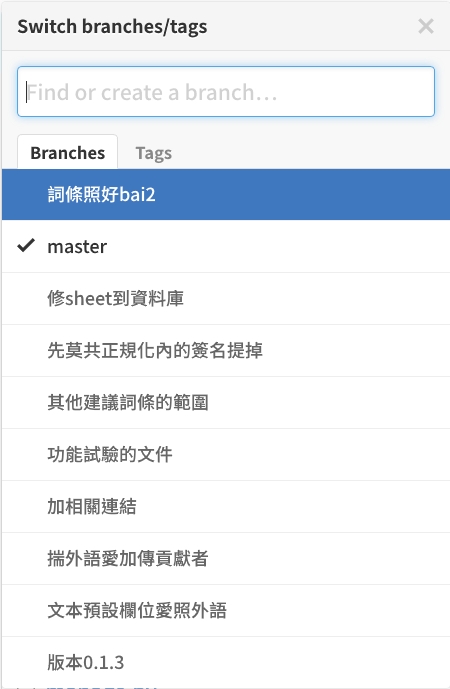 Switch branches/tags
Find or create a branch…
Branches
Tags
詞條照好bai2
master
修sheet到資料庫
先莫共正規化內的簽名提掉
其他建議詞條的範圍
功能試驗的文件
加相關連結
揣外語愛加傳貢獻者
文本預設欄位愛照外語
版本0.1.3